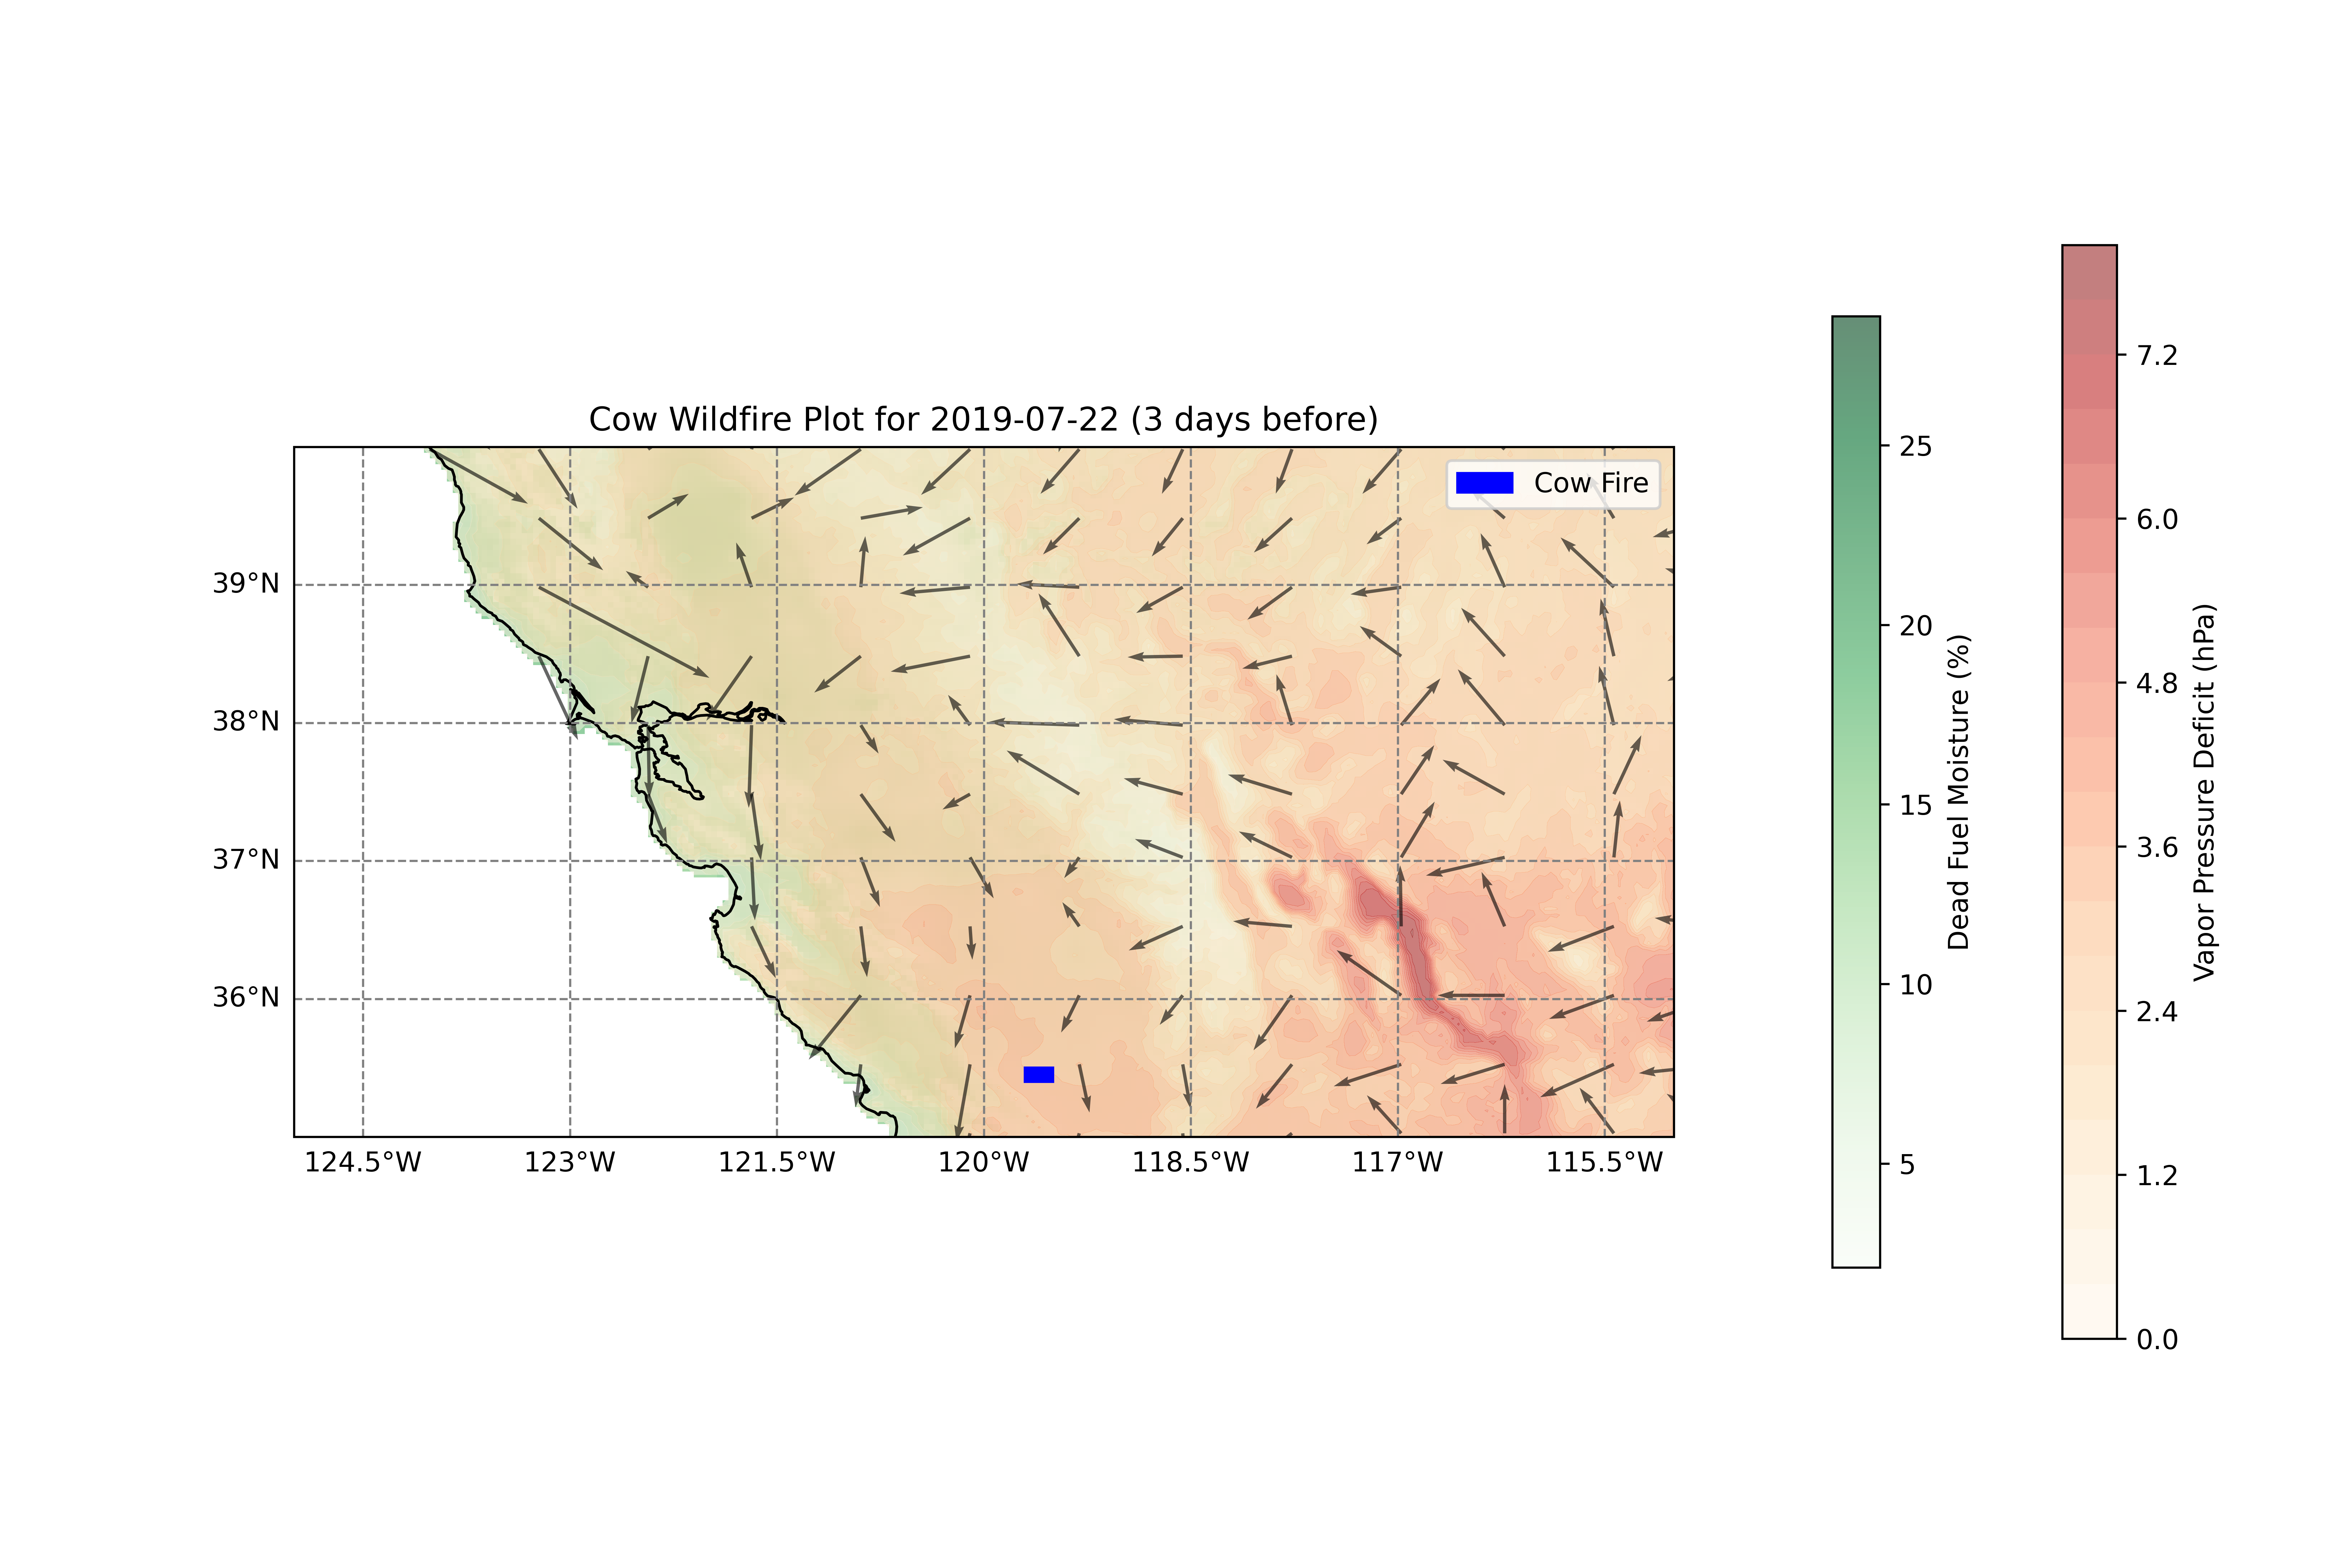 Cow Wildfire Plot for 2019-07-22 (3 days before)
Cow Fire
39°N
38°N
37°N
36°N
124.5°W 123°W 121.5°W 120°W 118.5°W 117°W 115.5°W
25
20
15
10
5
Dead Fuel Moisture (%)
7.2
6.0
4.8
3.6
2.4
1.2
0.0
Vapor Pressure Deficit (hPa)